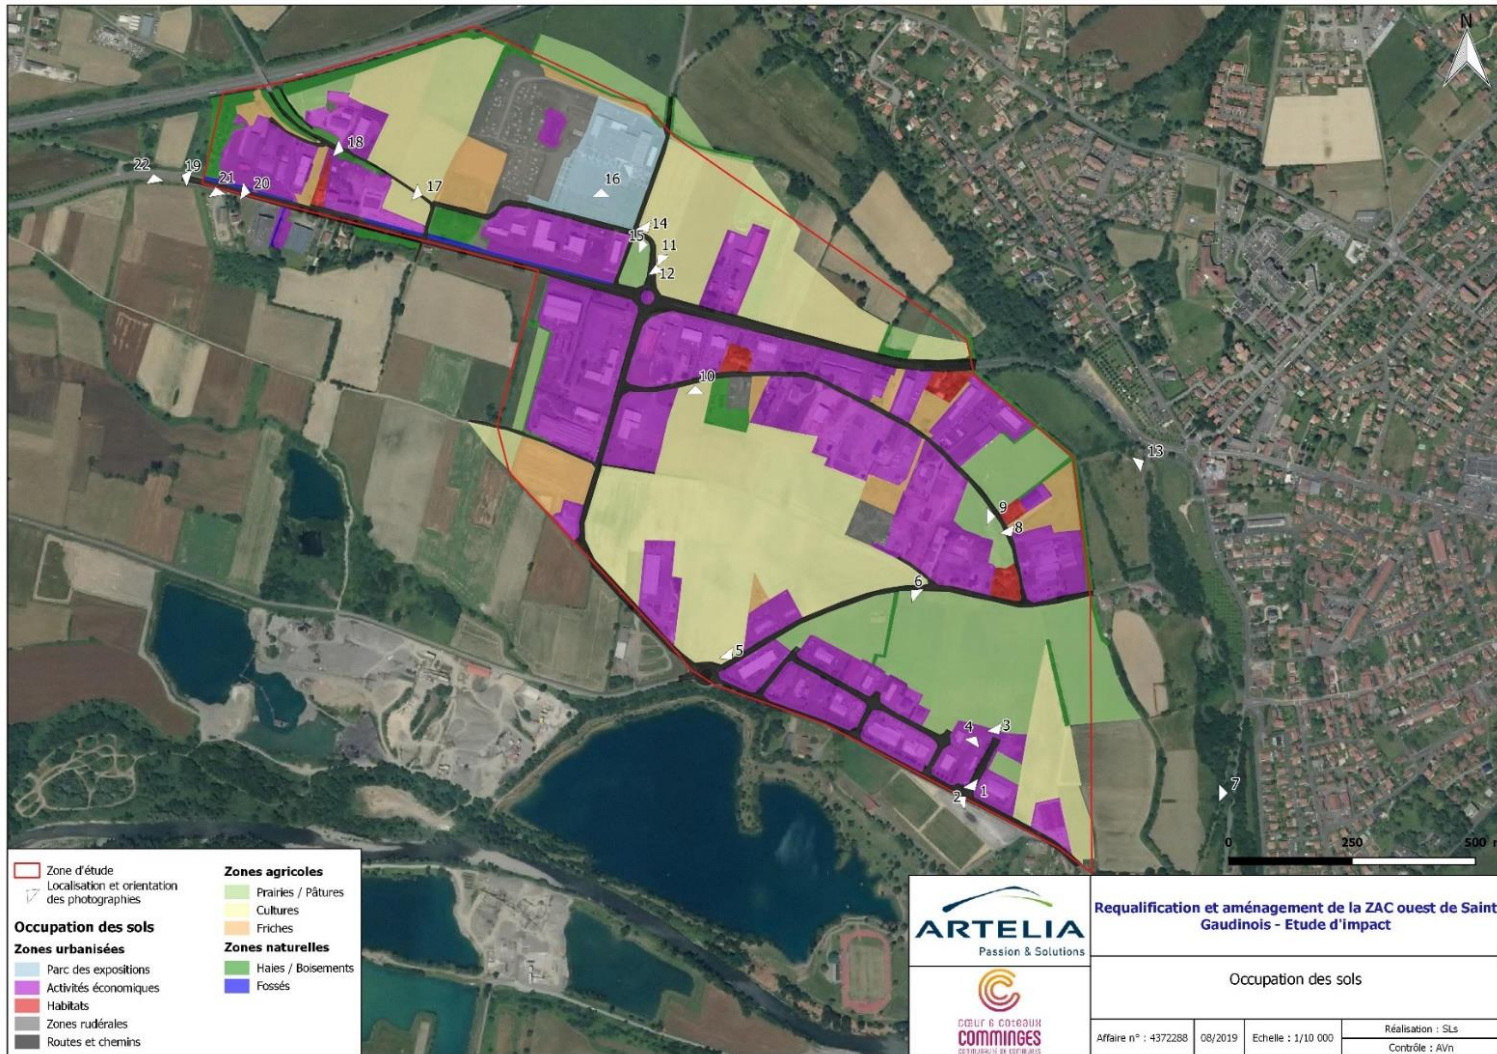 N
22
19
21
20
18
17
16
14
15
11
12
10
13
9
8
6
5
4
3
2
1
7
0
250
500 m
Zone d'étude
Localisation et orientation
des photographies
Occupation des sols
Zones urbanisées
Parc des expositions
Activités économiques
Habitats
Zones rudérales
Routes et chemins
Zones agricoles
Prairies / Pâtures
Cultures
Friches
Zones naturelles
Haies / Boisements
Fossés
ARTELIA
Passion & Solutions
CŒUR & COTEAUX
COMMINGES
COMMUNAUTÉ DE COMMUNES
Requalification et aménagement de la ZAC ouest de Saint
Gaudinois - Etude d'impact
Occupation des sols
Affaire n° : 4372288
08/2019
Echelle : 1/10 000
Réalisation : SLs
Contrôle : AVn